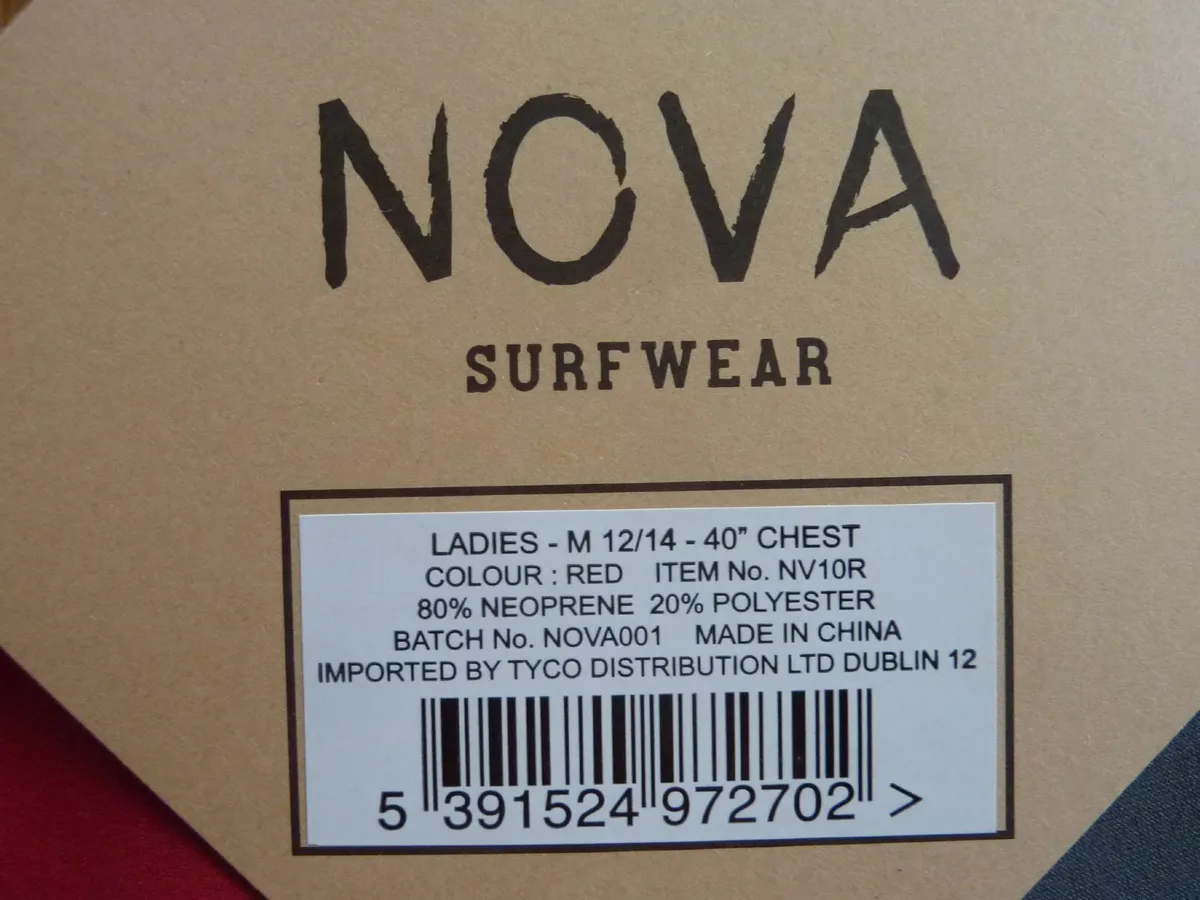 NOVA
SURFWEAR
LADIES - M 12/14 - 40” CHEST
COLOUR : RED ITEM No. NV10R
80% NEOPRENE 20% POLYESTER
BATCH No. NOVA001 MADE IN CHINA
IMPORTED BY TYCO DISTRIBUTION LTD DUBLIN 12
5 391524 972702 >